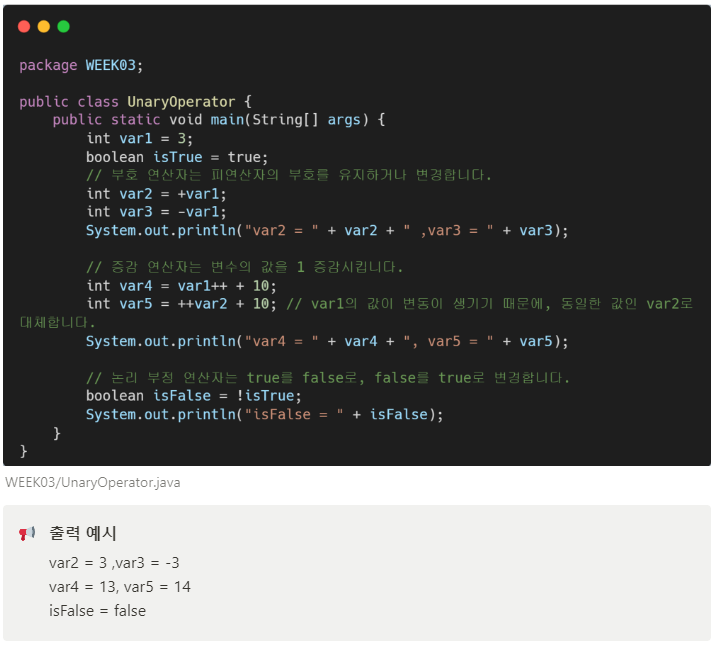 package WEEK03;
public class UnaryOperator {
public static void main(String[] args) {
int var1 = 3;
boolean isTrue = true;
// 부호 연산자는 피연산자의 부호를 유지하거나 변경합니다.
int var2 = +var1;
int var3 = -var1;
System.out.println("var2 = " + var2 + " ,var3 = " + var3);
// 증감 연산자는 변수의 값을 1 증감시킵니다.
int var4 = var1++ + 10;
int var5 = ++var2 + 10; // var1의 값이 변동이 생기기 때문에, 동일한 값인 var2로
대체합니다.
System.out.println("var4 = " + var4 + ", var5 = " + var5);
// 논리 부정 연산자는 true를 false로, false를 true로 변경합니다.
boolean isFalse = !isTrue;
System.out.println("isFalse = " + isFalse);
}
}
WEEK03/UnaryOperator.java
출력 예시
var2 = 3 ,var3 = -3
var4 = 13, var5 = 14
isFalse = false